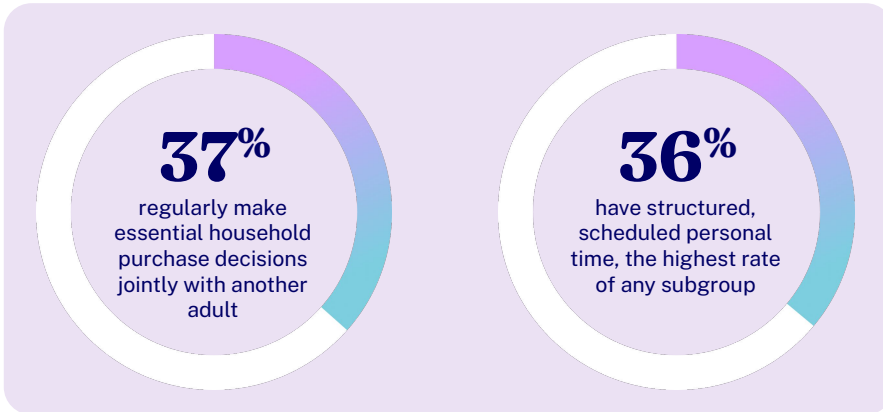 37%
regularly make
essential household
purchase decisions
jointly with another
adult
36%
have structured,
scheduled personal
time, the highest rate
of any subgroup